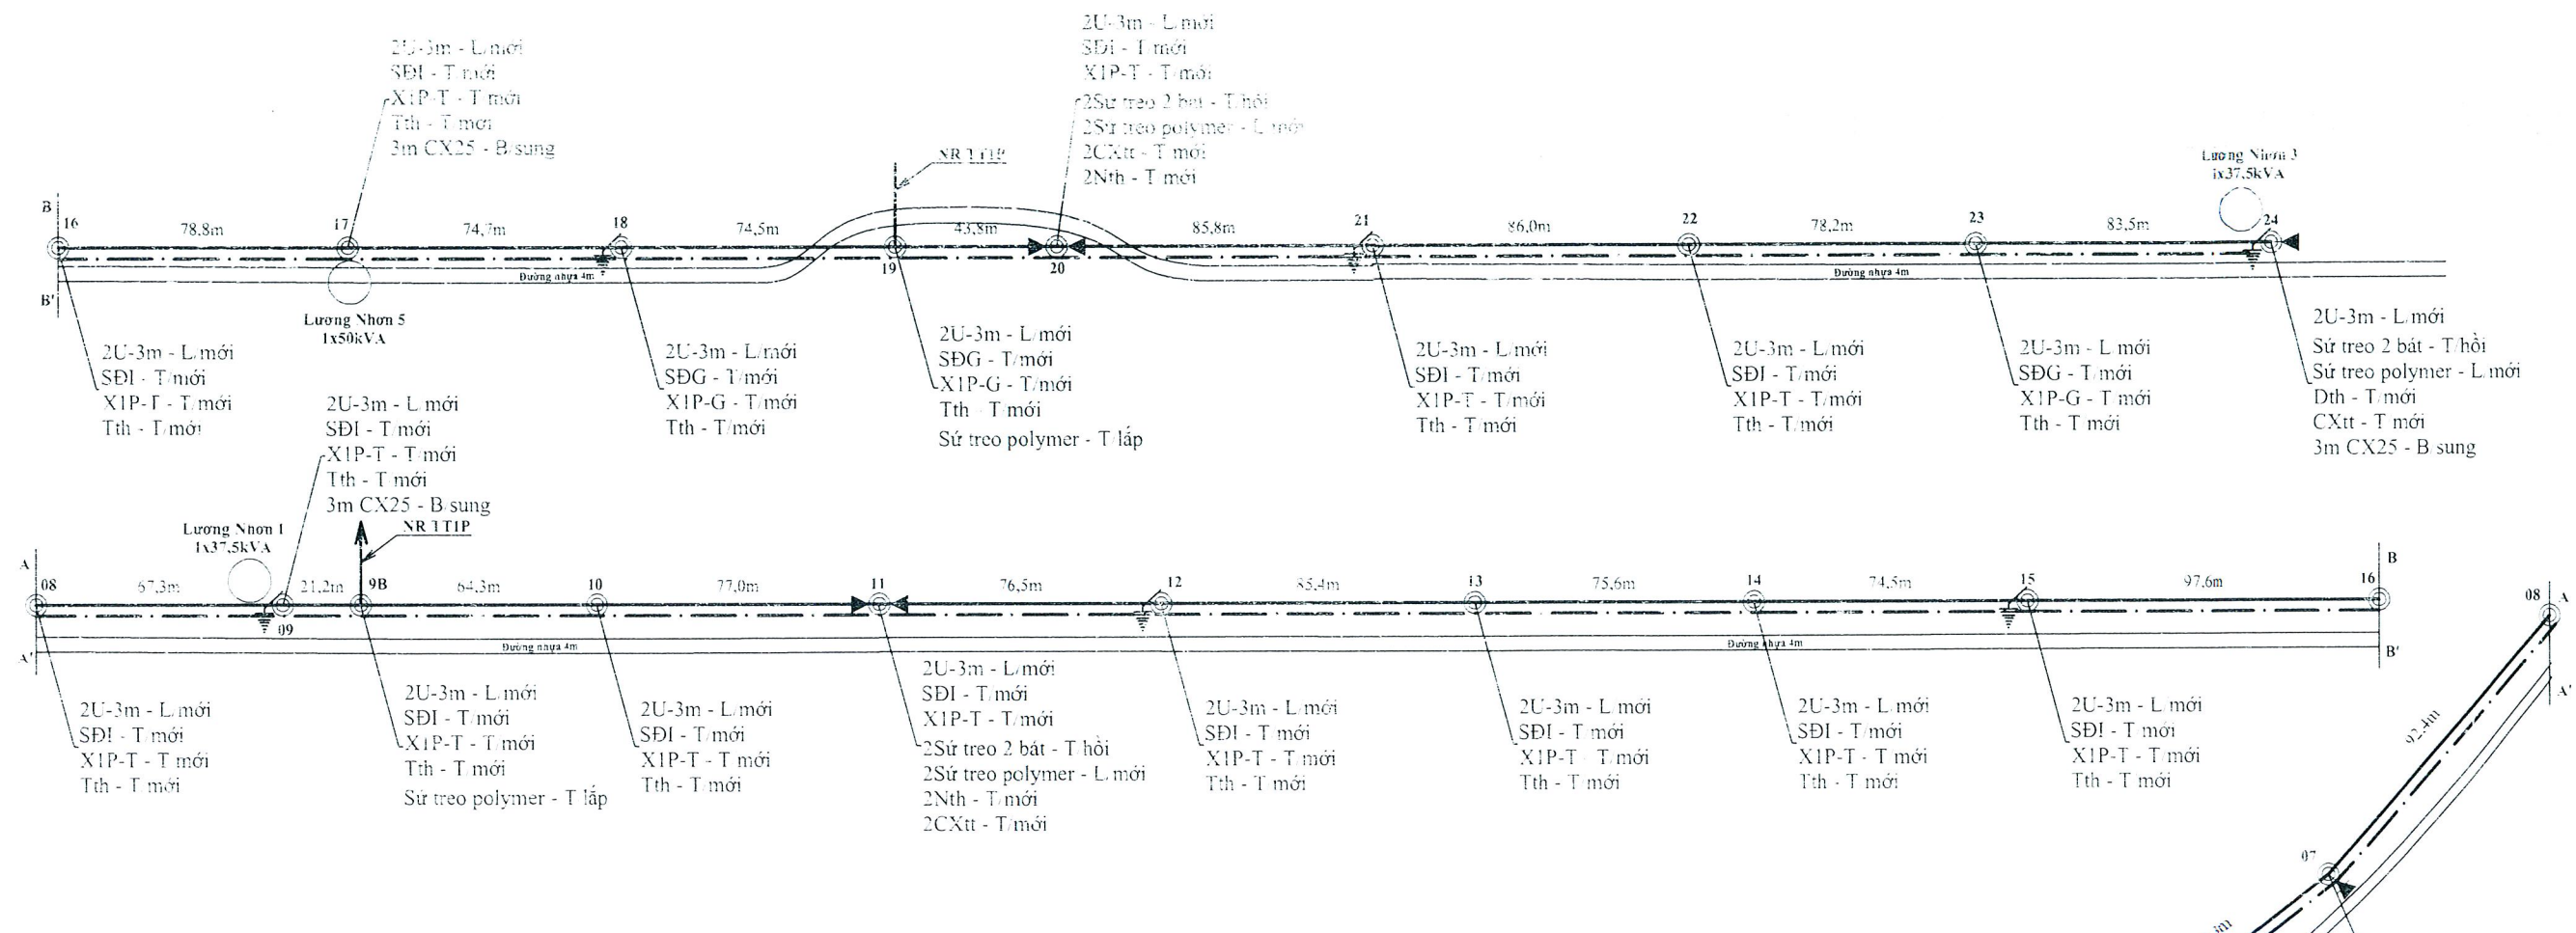 2U-3m - L/mới
SĐI - T/mới
X1P-T - T/mới
Tth - T/mới
3m CX25 - B/sung
2U-3m - L/mới
SĐI - T/mới
X1P-T - T/mới
2Sứ treo 2 bát - T/hồi
2Sứ treo polymer - L/mới
2CXtt - T/mới
2Nth - T/mới
NR TT1P
Lương Nhơn 3
1x37,5kVA
B
16
78,8m
17
74,7m
18
74,5m
43,8m
85,8m
21
86,0m
22
78,2m
23
83,5m
24
19
20
Đường nhựa 4m
Đường nhựa 4m
B'
Lương Nhơn 5
1x50kVA
2U-3m - L/mới
SĐI - T/mới
X1P-T - T/mới
Tth - T/mới
2U-3m - L/mới
SĐG - T/mới
X1P-G - T/mới
Tth - T/mới
2U-3m - L/mới
SĐG - T/mới
X1P-G - T/mới
Tth - T/mới
Sứ treo polymer - T/lắp
2U-3m - L/mới
SĐI - T/mới
X1P-T - T/mới
Tth - T/mới
2U-3m - L/mới
SĐI - T/mới
X1P-T - T/mới
Tth - T/mới
2U-3m - L/mới
SĐG - T/mới
X1P-G - T/mới
Tth - T/mới
2U-3m - L/mới
Sứ treo 2 bát - T/hồi
Sứ treo polymer - L/mới
Dth - T/mới
CXtt - T/mới
3m CX25 - B/sung
2U-3m - L/mới
SĐI - T/mới
X1P-T - T/mới
Tth - T/mới
3m CX25 - B/sung
Lương Nhơn 1
1x37,5kVA
NR TT1P
A
08
67,3m
21,2m
9B
64,3m
10
77,0m
11
76,5m
12
85,4m
13
75,6m
14
74,5m
15
97,6m
16
B
09
Đường nhựa 4m
Đường nhựa 4m
A'
B'
08
A
A'
92,4m
07
2U-3m - L/mới
SĐI - T/mới
X1P-T - T/mới
Tth - T/mới
2U-3m - L/mới
SĐI - T/mới
X1P-T - T/mới
Tth - T/mới
Sứ treo polymer - T/lắp
2U-3m - L/mới
SĐI - T/mới
X1P-T - T/mới
Tth - T/mới
2U-3m - L/mới
SĐI - T/mới
X1P-T - T/mới
2Sứ treo 2 bát - T/hồi
2Sứ treo polymer - L/mới
2Nth - T/mới
2CXtt - T/mới
2U-3m - L/mới
SĐI - T/mới
X1P-T - T/mới
Tth - T/mới
2U-3m - L/mới
SĐI - T/mới
X1P-T - T/mới
Tth - T/mới
2U-3m - L/mới
SĐI - T/mới
X1P-T - T/mới
Tth - T/mới
2U-3m - L/mới
SĐI - T/mới
X1P-T - T/mới
Tth - T/mới